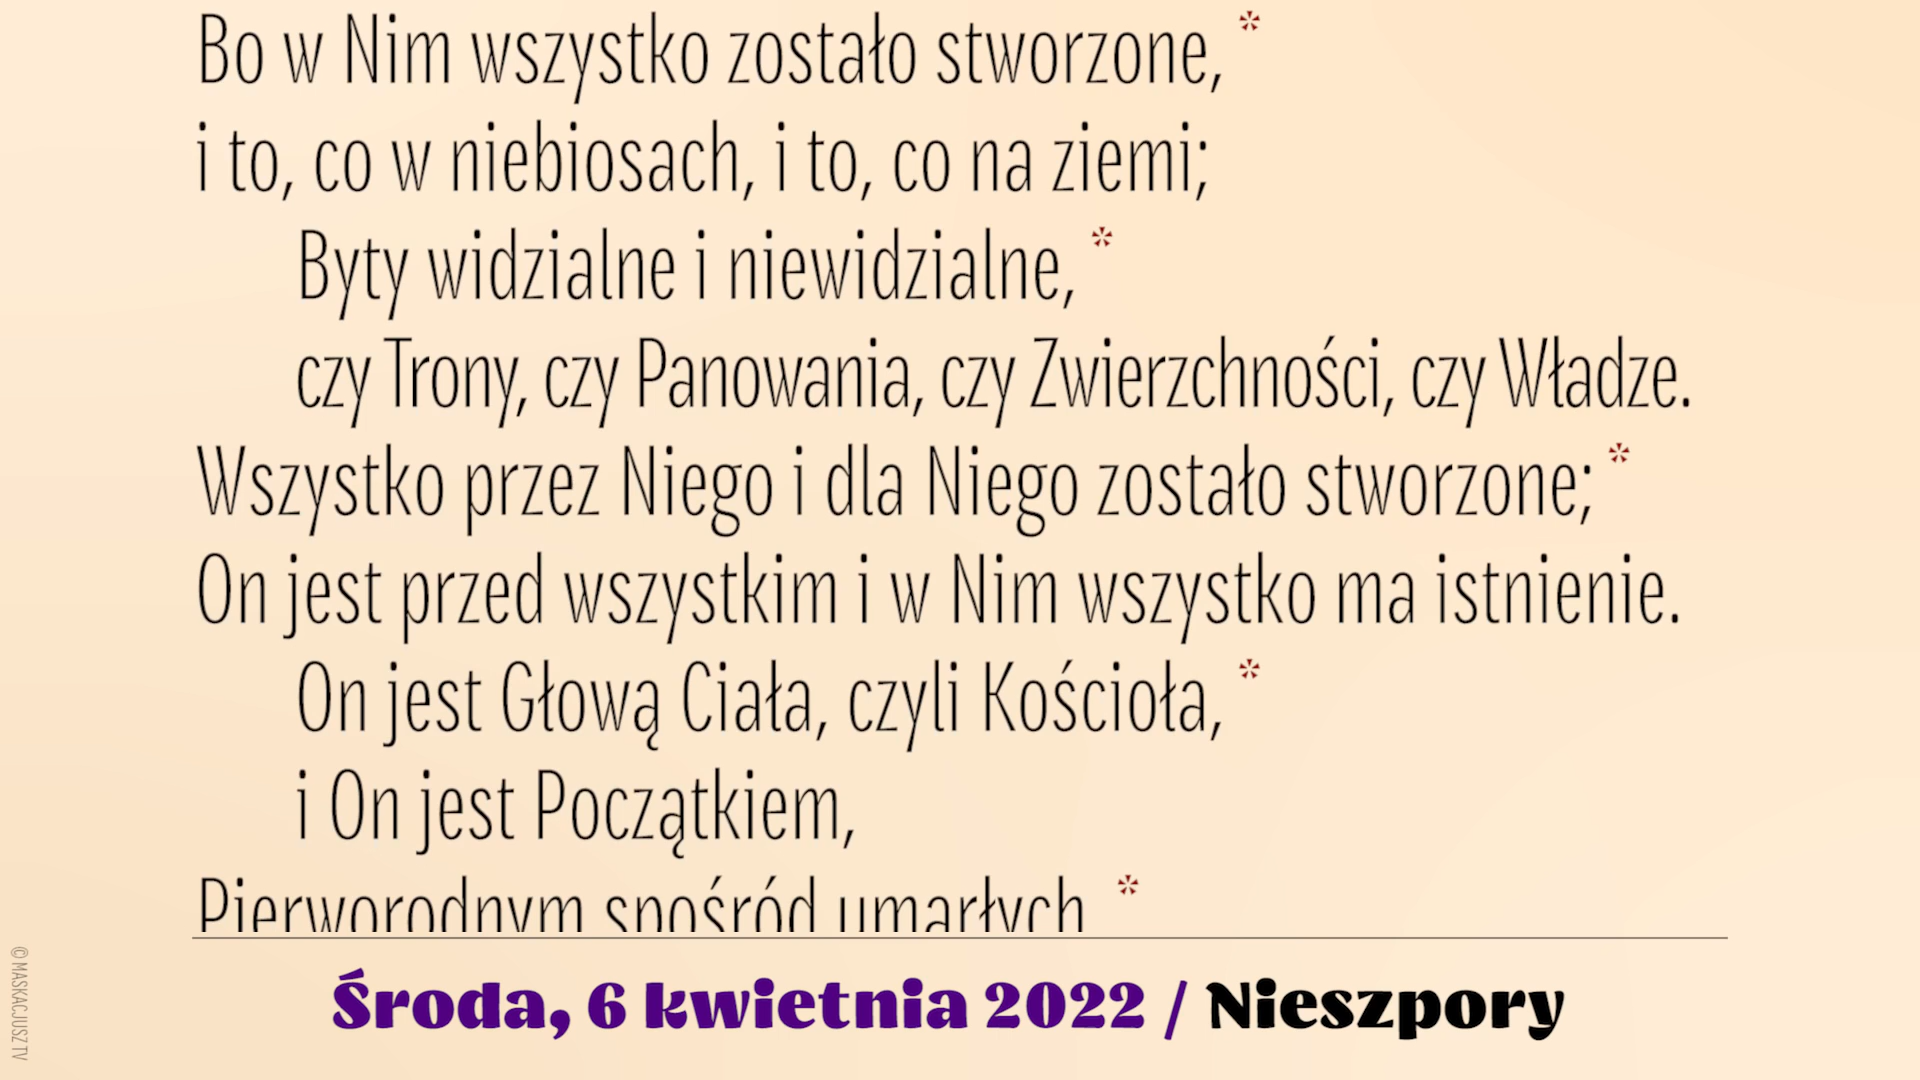 Bo w Nim wszystko zostało stworzone, *
i to, co w niebiosach, i to, co na ziemi;
Byty widzialne i niewidzialne, *
czy Trony, czy Panowania, czy Zwierzchności, czy Władze.
Wszystko przez Niego i dla Niego zostało stworzone; *
On jest przed wszystkim i w Nim wszystko ma istnienie.
On jest Głową Ciała, czyli Kościoła, *
i On jest Początkiem,
Pierworodnym spośród umarłych *
Środa, 6 kwietnia 2022 / Nieszpory
© MASKACJUSZ TV